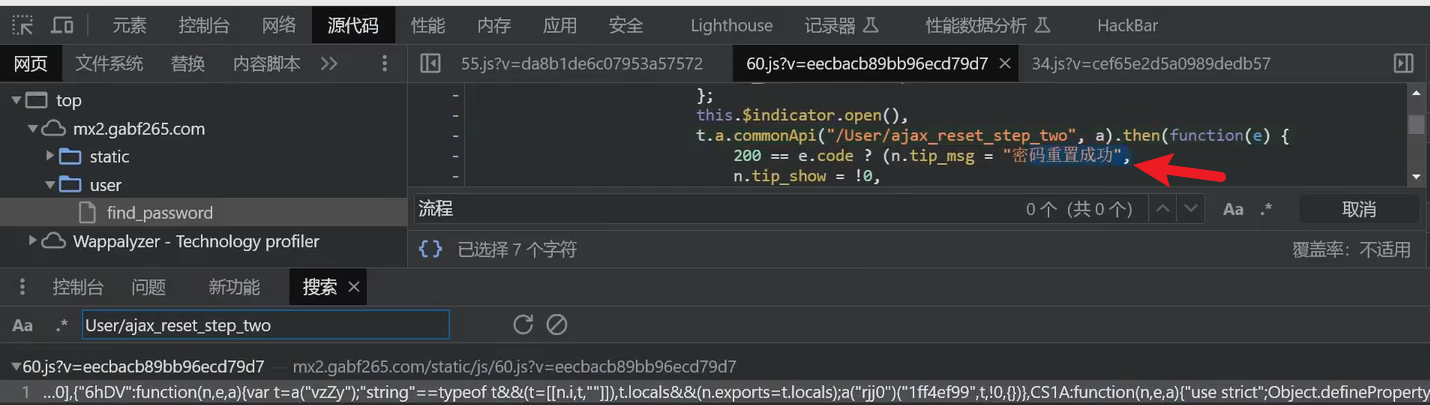 元素 控制台 网络 源代码 性能 内存 应用 安全 Lighthouse 记录器 性能数据分析 HackBar
网页 文件系统 替换 内容脚本 55.js?v=da8b1de6c07953a57572 60.js?v=eecbacb89bb96ecd79d7 34.js?v=cef65e2d5a0989dedb57
top
mx2.gabf265.com
static
user
find_password
Wappalyzer - Technology profiler
};
this.$indicator.open(),
t.a.commonApi("/User/ajax_reset_step_two", a).then(function(e) {
200 == e.code ? (n.tip_msg = "密码重置成功",
n.tip_show = !0,
流程 0 个 (共 0 个) Aa .* 取消
{} 已选择 7 个字符 覆盖率：不适用
控制台 问题 新功能 搜索
Aa .* User/ajax_reset_step_two
60.js?v=eecbacb89bb96ecd79d7 — mx2.gabf265.com/static/js/60.js?v=eecbacb89bb96ecd79d7
1 ...0],{"6hDV":function(n,e,a){var t=a("vzZy");"string"==typeof t&&(t=[[n.i,t,""]]),t.locals&&(n.exports=t.locals);a("rjj0")("1ff4ef99",t,!0,{})},CS1A:function(n,e,a){"use strict";Object.defineProperty